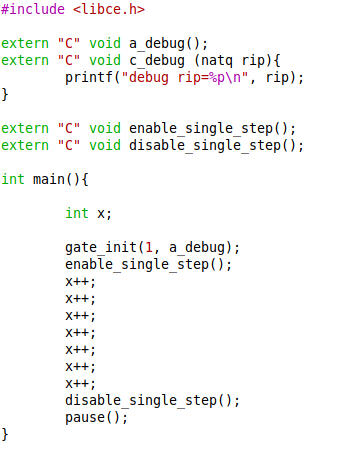 #include <libce.h>

extern "C" void a_debug();
extern "C" void c_debug (natq rip){
        printf("debug rip=%p\n", rip);
}

extern "C" void enable_single_step();
extern "C" void disable_single_step();

int main(){

        int x;

        gate_init(1, a_debug);
        enable_single_step();
        x++;
        x++;
        x++;
        x++;
        x++;
        x++;
        x++;
        disable_single_step();
        pause();
}